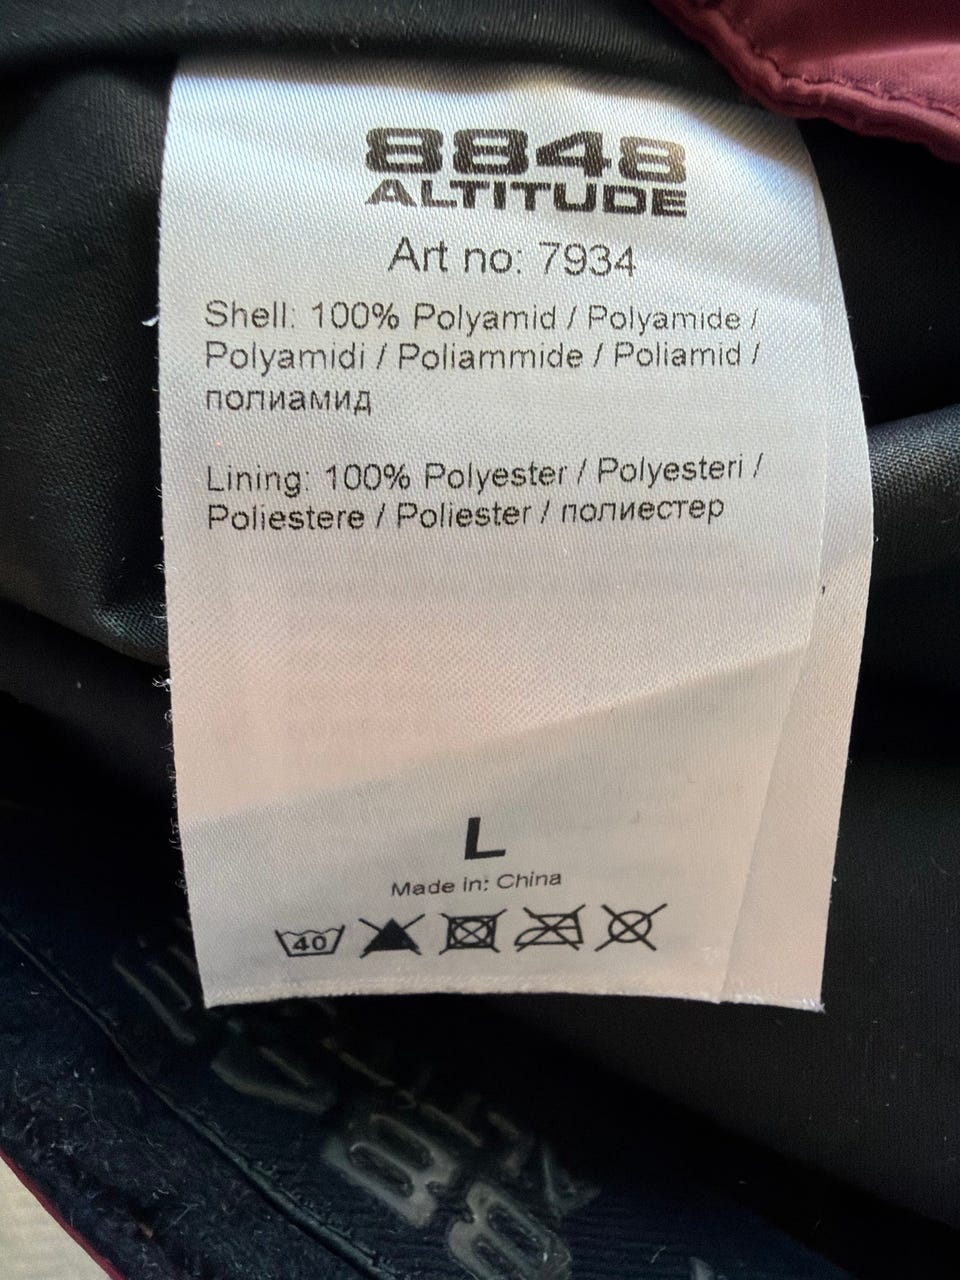 8848
ALTITUDE
Art no: 7934
Shell: 100% Polyamid / Polyamide /
Polyamidi / Poliammide / Poliamid /
полиамид
Lining: 100% Polyester / Polyesteri /
Poliestere / Poliester / полиестер
L
Made in: China
40